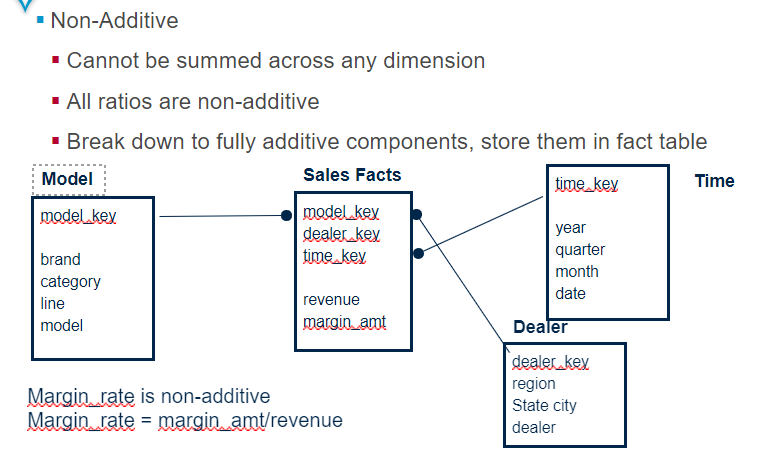 Non-Additive
Cannot be summed across any dimension
All ratios are non-additive
Break down to fully additive components, store them in fact table
Model
model_key
brand
category
line
model
Sales Facts
model_key
dealer_key
time_key
revenue
margin_amt
Time
time_key
year
quarter
month
date
Dealer
dealer_key
region
State city
dealer
Margin_rate is non-additive
Margin_rate = margin_amt/revenue